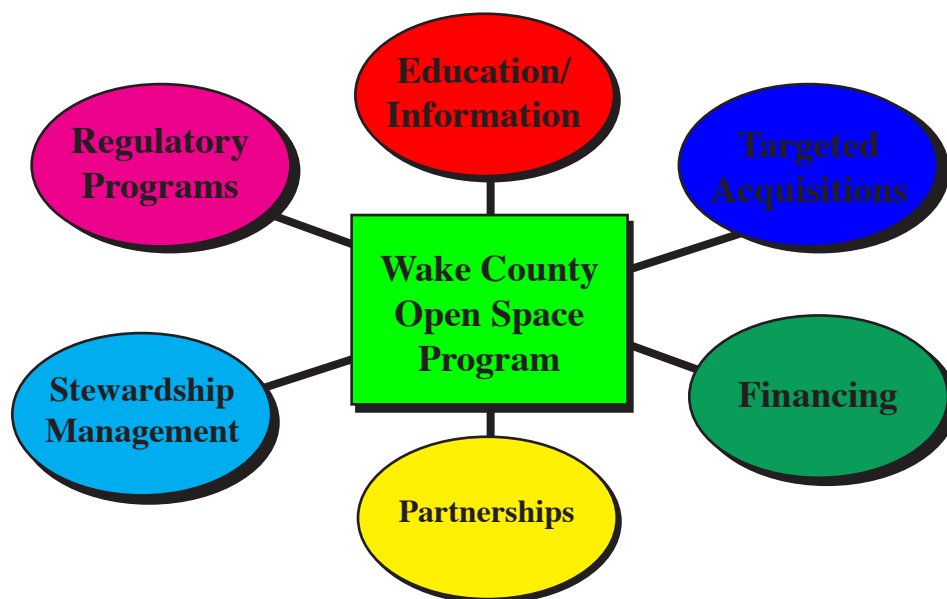 Education/
Information
Regulatory
Programs
Targeted
Acquisitions
Wake County
Open Space
Program
Stewardship
Management
Financing
Partnerships